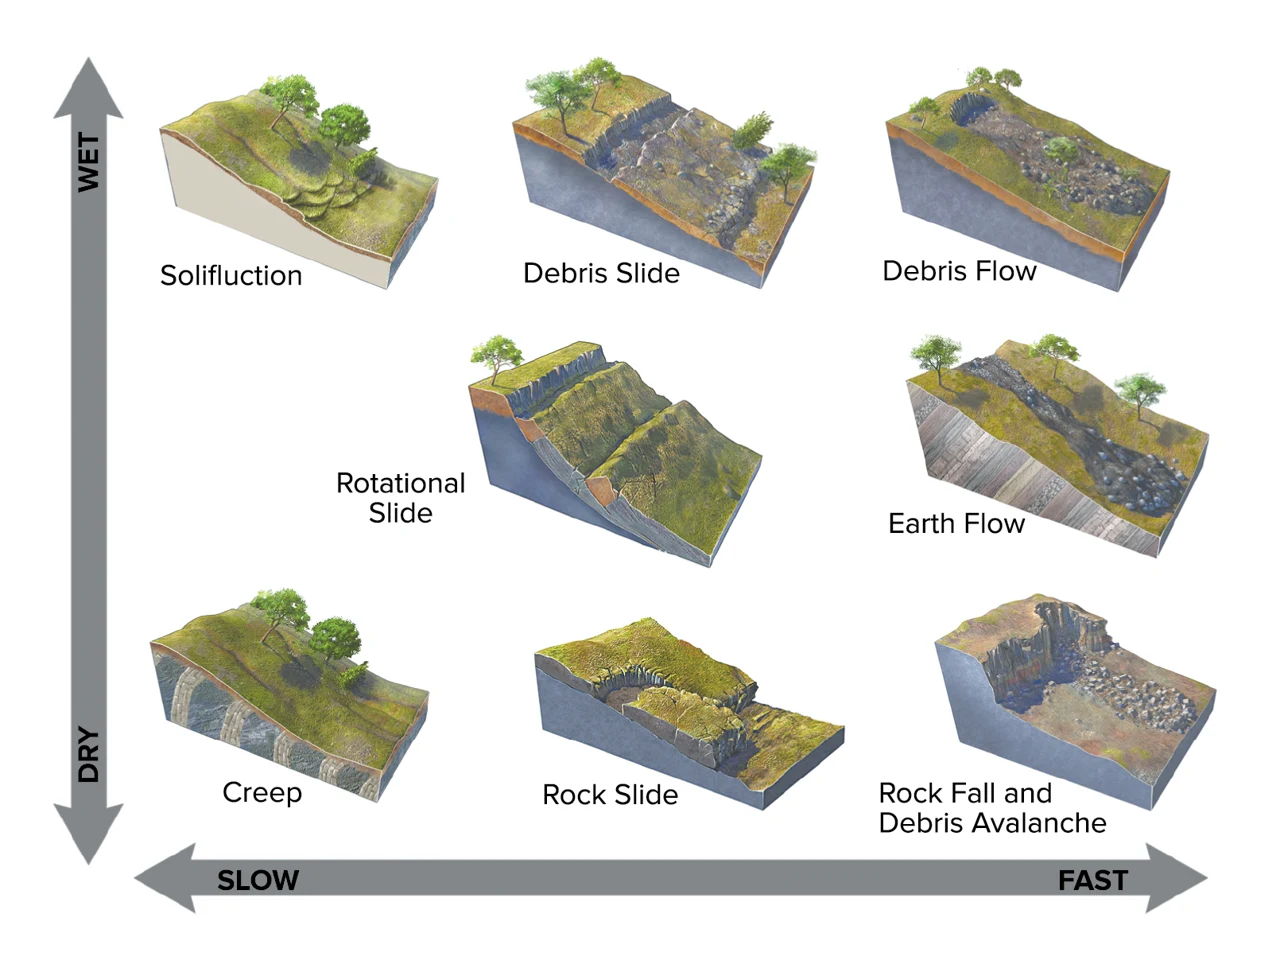 WET
Solifluction
Debris Slide
Debris Flow
Rotational
Slide
Earth Flow
DRY
Creep
Rock Slide
Rock Fall and
Debris Avalanche
SLOW
FAST